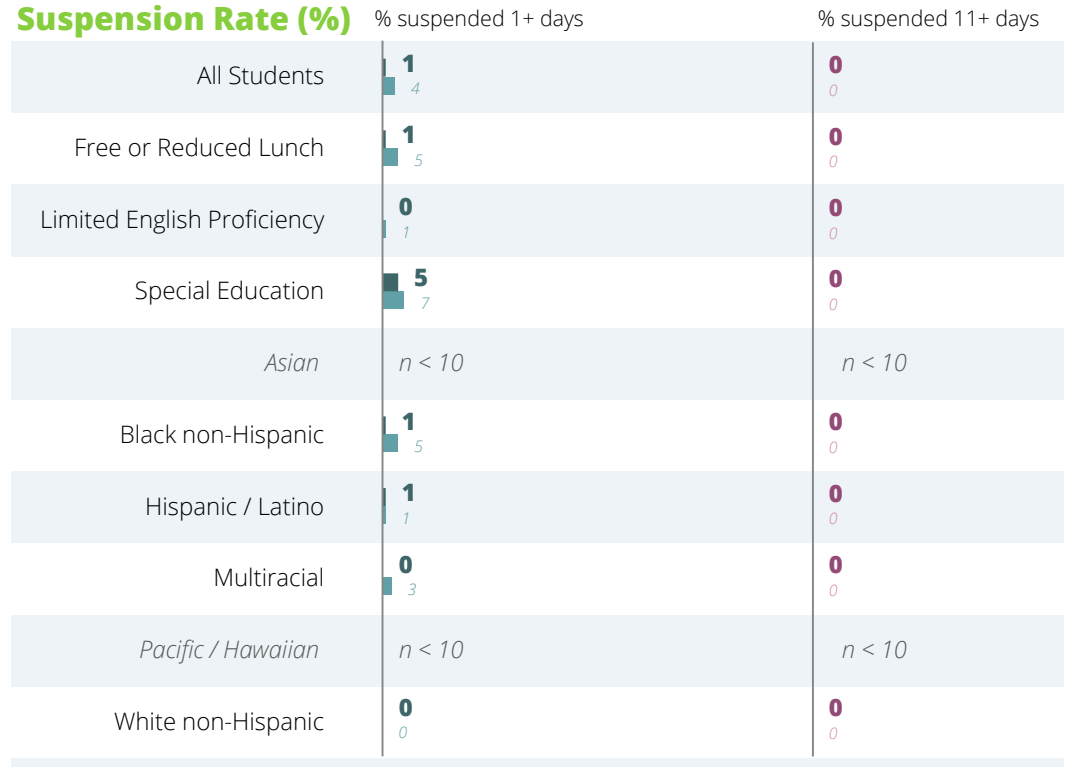 Suspension Rate (%) % suspended 1+ days % suspended 11+ days
All Students 1 0
4 0
Free or Reduced Lunch 1 0
5 0
Limited English Proficiency 0 0
1 0
Special Education 5 0
7 0
Asian n < 10 n < 10
Black non-Hispanic 1 0
5 0
Hispanic / Latino 1 0
1 0
Multiracial 0 0
3 0
Pacific / Hawaiian n < 10 n < 10
White non-Hispanic 0 0
0 0